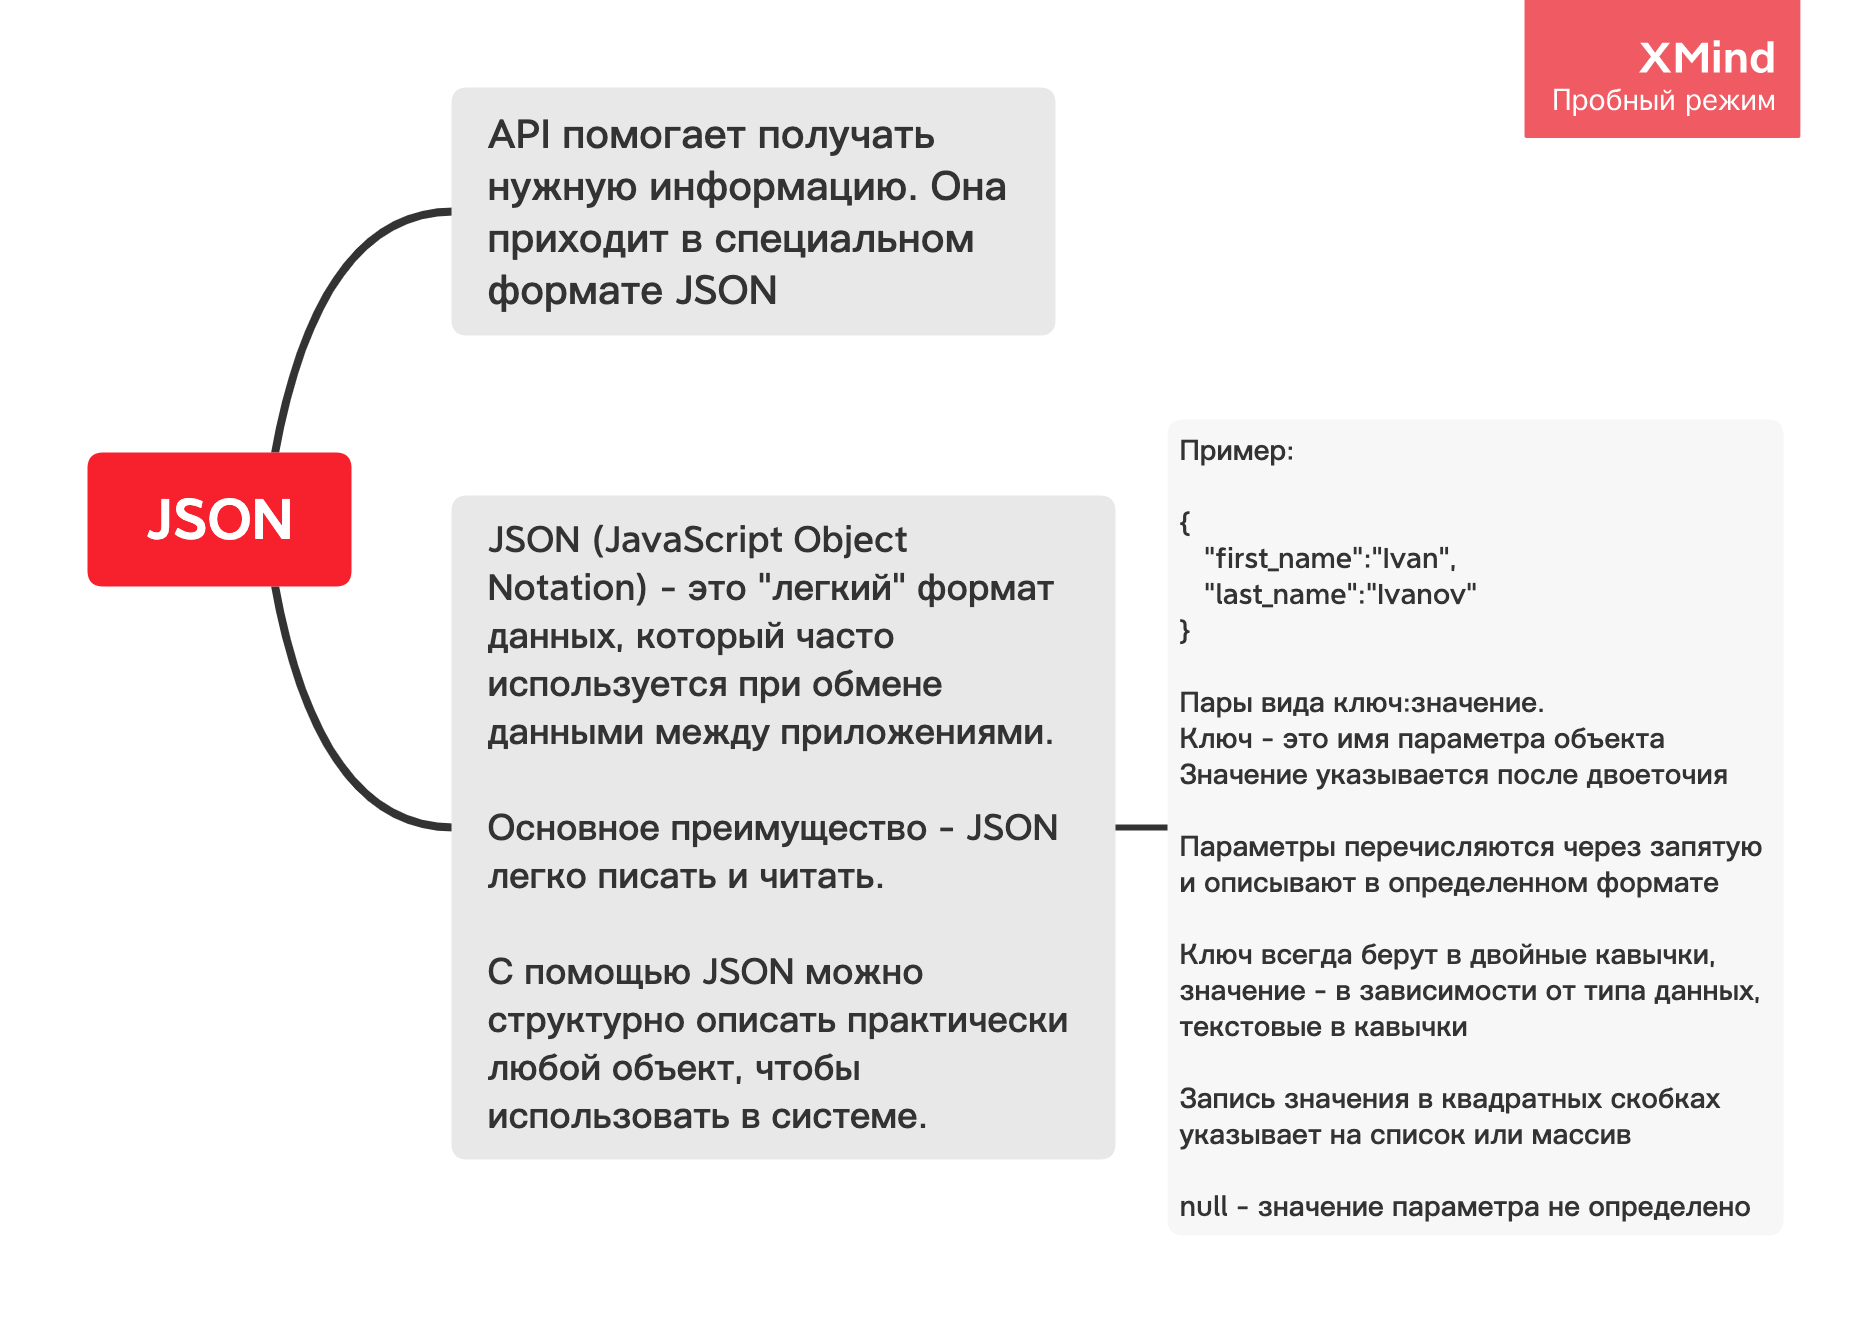 XMind
Пробный режим
API помогает получать
нужную информацию. Она
приходит в специальном
формате JSON
JSON
JSON (JavaScript Object
Notation) - это "легкий" формат
данных, который часто
используется при обмене
данными между приложениями.
Основное преимущество - JSON
легко писать и читать.
С помощью JSON можно
структурно описать практически
любой объект, чтобы
использовать в системе.
Пример:
{
"first_name":"Ivan",
"last_name":"Ivanov"
}
Пары вида ключ:значение.
Ключ - это имя параметра объекта
Значение указывается после двоеточия
Параметры перечисляются через запятую
и описывают в определенном формате
Ключ всегда берут в двойные кавычки,
значение - в зависимости от типа данных,
текстовые в кавычки
Запись значения в квадратных скобках
указывает на список или массив
null - значение параметра не определено